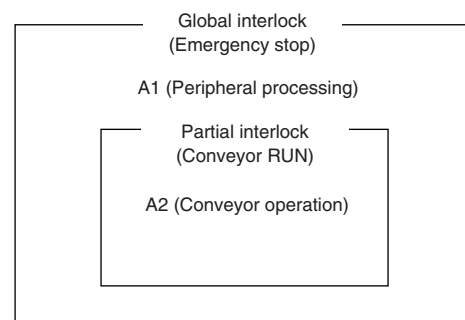 Global interlock
(Emergency stop)
A1 (Peripheral processing)
Partial interlock
(Conveyor RUN)
A2 (Conveyor operation)